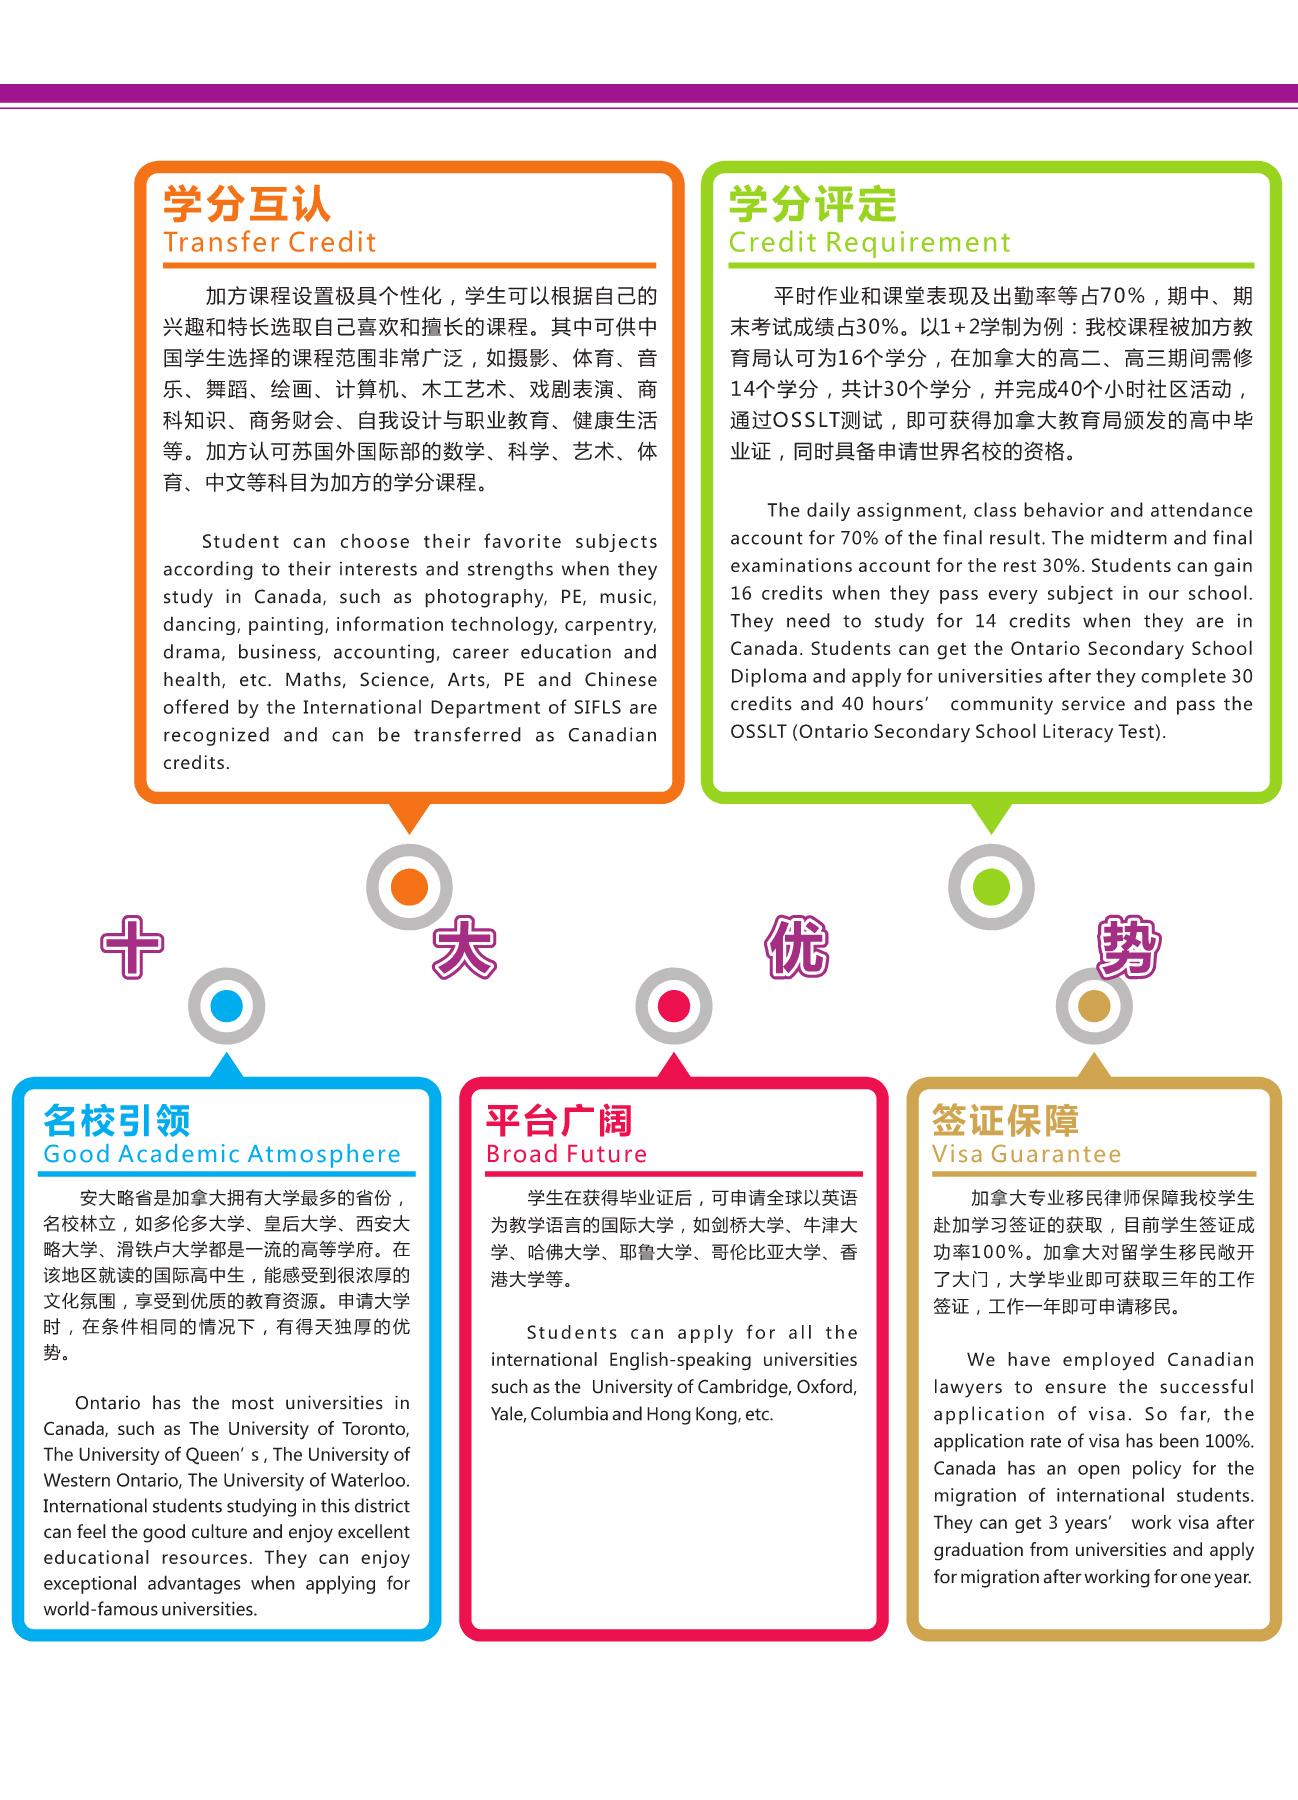 学分互认
Transfer Credit
加方课程设置极具个性化，学生可以根据自己的
兴趣和特长选取自己喜欢和擅长的课程。其中可供中
国学生选择的课程范围非常广泛，如摄影、体育、音
乐、舞蹈、绘画、计算机、木工艺术、戏剧表演、商
科知识、商务财会、自我设计与职业教育、健康生活
等。加方认可苏国外国际部的数学、科学、艺术、体
育、中文等科目为加方的学分课程。
Student can choose their favorite subjects
according to their interests and strengths when they
study in Canada, such as photography, PE, music,
dancing, painting, information technology, carpentry,
drama, business, accounting, career education and
health, etc. Maths, Science, Arts, PE and Chinese
offered by the International Department of SIFLS are
recognized and can be transferred as Canadian
credits.
学分评定
Credit Requirement
平时作业和课堂表现及出勤率等占70%，期中、期
末考试成绩占30%。以1+2学制为例：我校课程被加方教
育局认可为16个学分，在加拿大的高二、高三期间需修
14个学分，共计30个学分，并完成40个小时社区活动，
通过OSSLT测试，即可获得加拿大教育局颁发的高中毕
业证，同时具备申请世界名校的资格。
The daily assignment, class behavior and attendance
account for 70% of the final result. The midterm and final
examinations account for the rest 30%. Students can gain
16 credits when they pass every subject in our school.
They need to study for 14 credits when they are in
Canada. Students can get the Ontario Secondary School
Diploma and apply for universities after they complete 30
credits and 40 hours’ community service and pass the
OSSLT (Ontario Secondary School Literacy Test).
十大优势
名校引领
Good Academic Atmosphere
安大略省是加拿大拥有大学最多的省份，
名校林立，如多伦多大学、皇后大学、西安大
略大学、滑铁卢大学都是一流的高等学府。在
该地区就读的国际高中生，能感受到很浓厚的
文化氛围，享受到优质的教育资源。申请大学
时，在条件相同的情况下，有得天独厚的优
势。
Ontario has the most universities in
Canada, such as The University of Toronto,
The University of Queen’ s , The University of
Western Ontario, The University of Waterloo.
International students studying in this district
can feel the good culture and enjoy excellent
educational resources. They can enjoy
exceptional advantages when applying for
world-famous universities.
平台广阔
Broad Future
学生在获得毕业证后，可申请全球以英语
为教学语言的国际大学，如剑桥大学、牛津大
学、哈佛大学、耶鲁大学、哥伦比亚大学、香
港大学等。
Students can apply for all the
international English-speaking universities
such as the University of Cambridge, Oxford,
Yale, Columbia and Hong Kong, etc.
签证保障
Visa Guarantee
加拿大专业移民律师保障我校学生
赴加学习签证的获取，目前学生签证成
功率100%。加拿大对留学生移民敞开
了大门，大学毕业即可获取三年的工作
签证，工作一年即可申请移民。
We have employed Canadian
lawyers to ensure the successful
application of visa. So far, the
application rate of visa has been 100%.
Canada has an open policy for the
migration of international students.
They can get 3 years’ work visa after
graduation from universities and apply
for migration after working for one year.